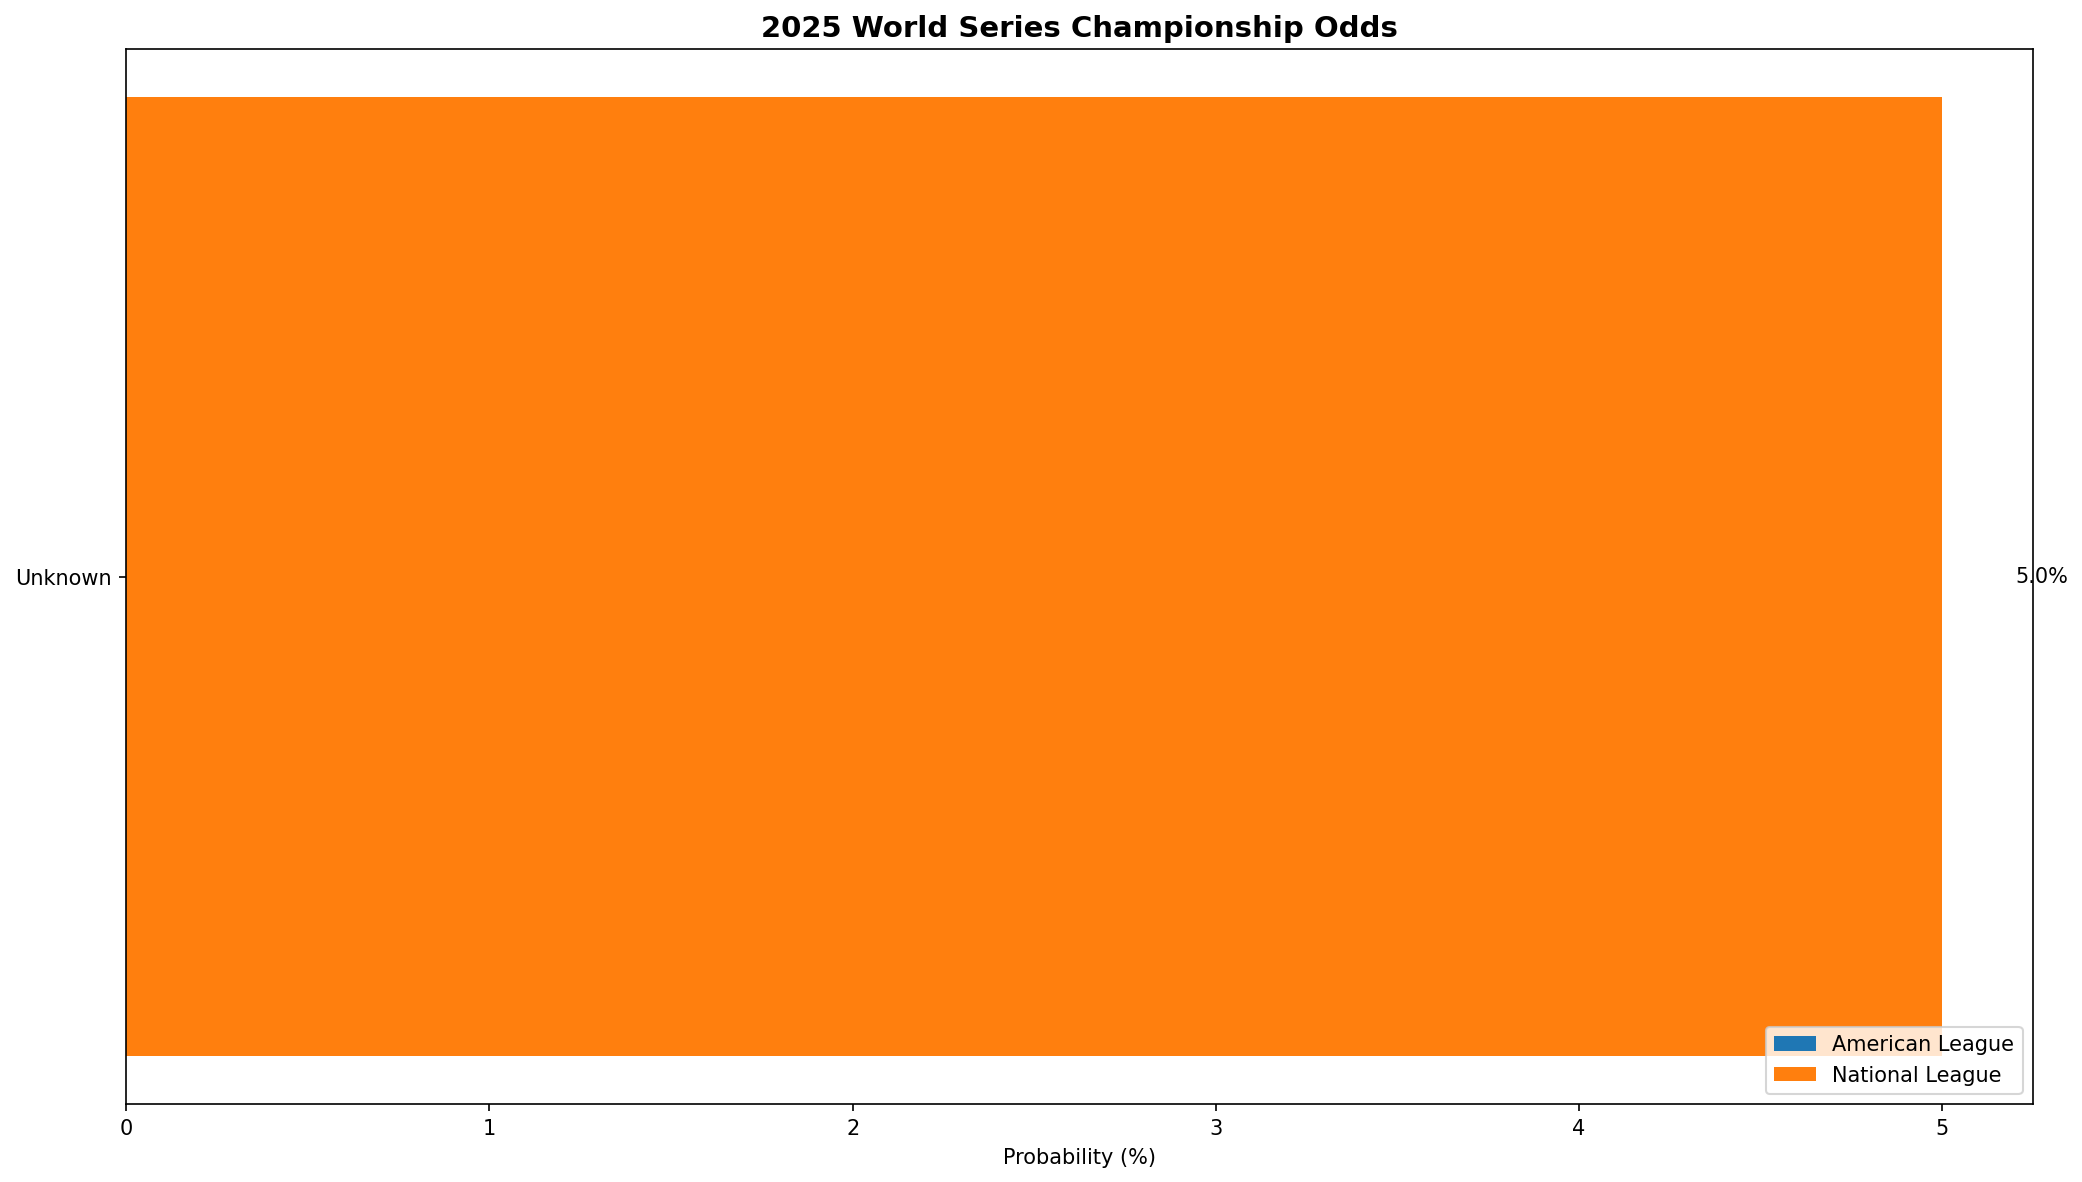 2025 World Series Championship Odds
Unknown
5.0%
American League
National League
0 1 2 3 4 5
Probability (%)